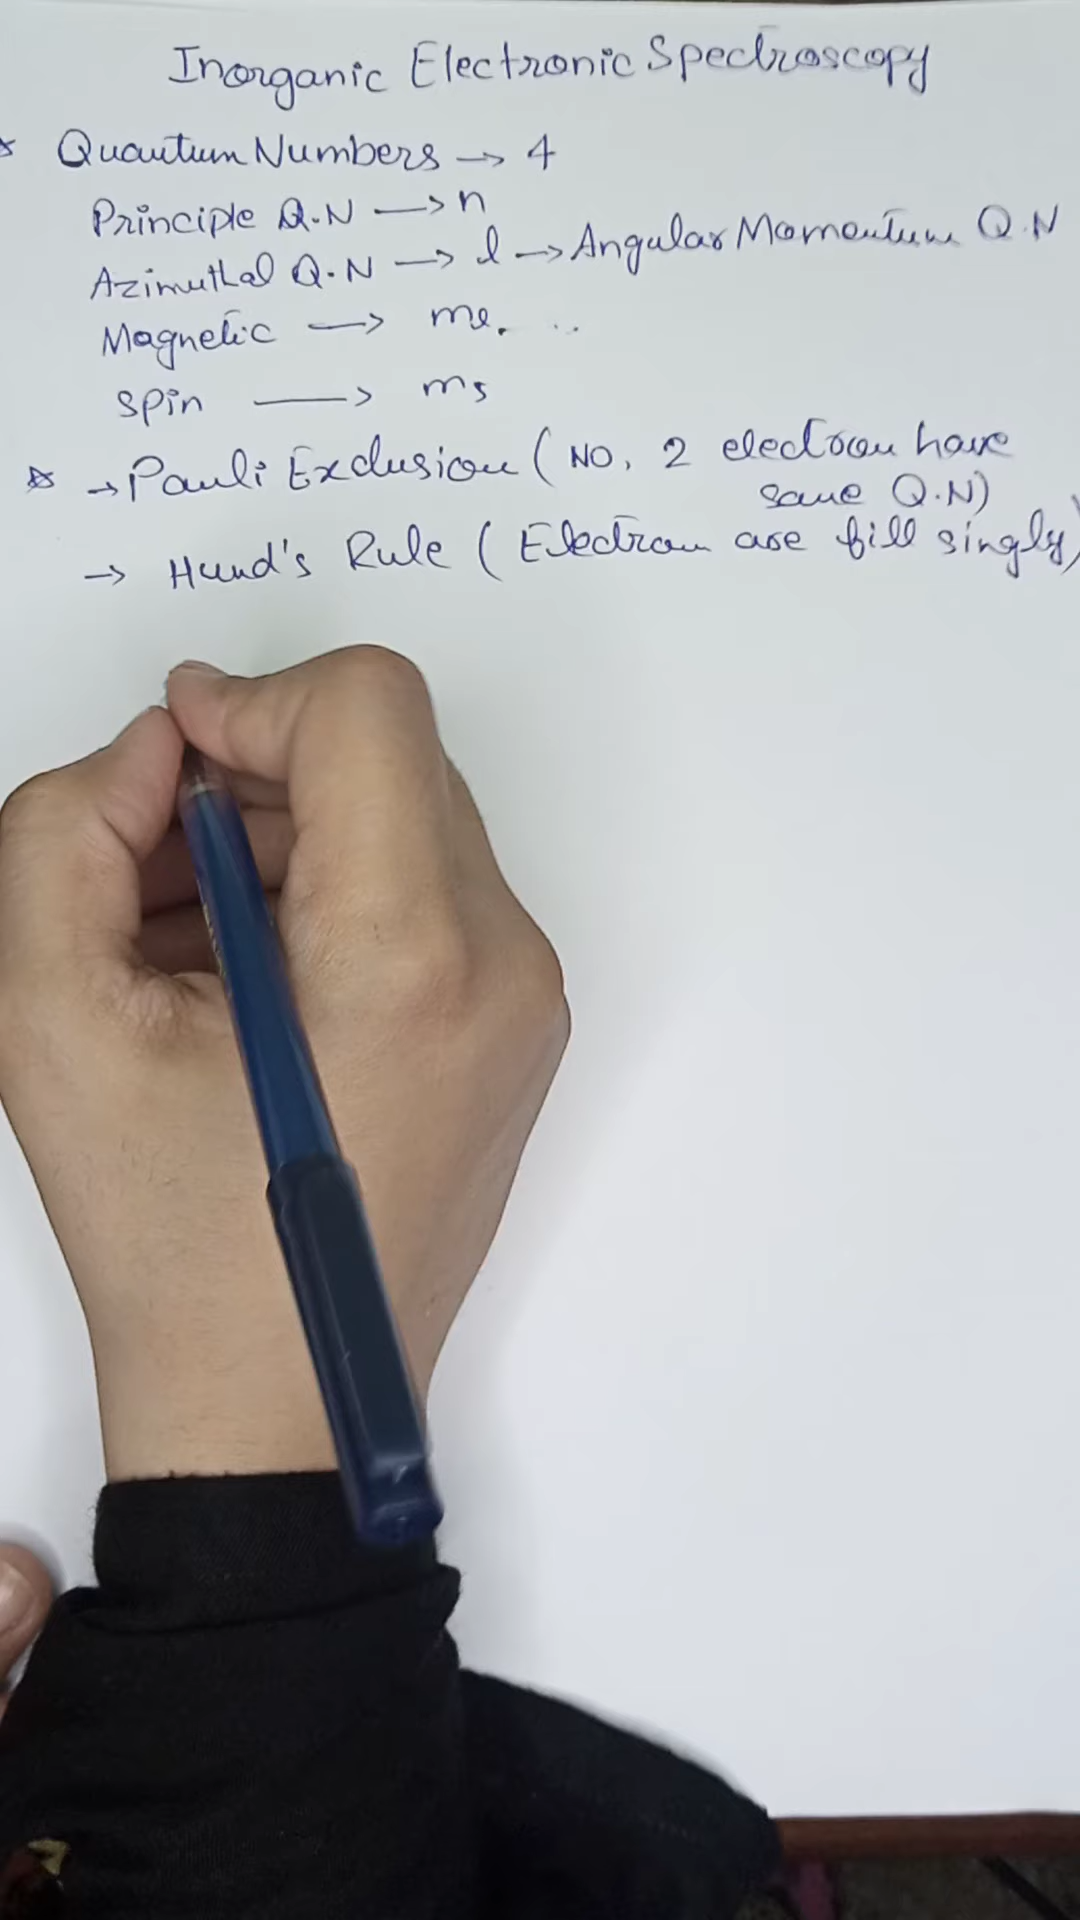 Inorganic Electronic Spectroscopy
☆ Quantum Numbers → 4
Principle Q.N → n
Azimuthal Q.N → l → Angular Momentum Q.N
Magnetic → me. ..
Spin → ms
☆ → Pauli Exclusion (NO. 2 electron have
same Q.N)
→ Hund's Rule (Electron are fill singly)